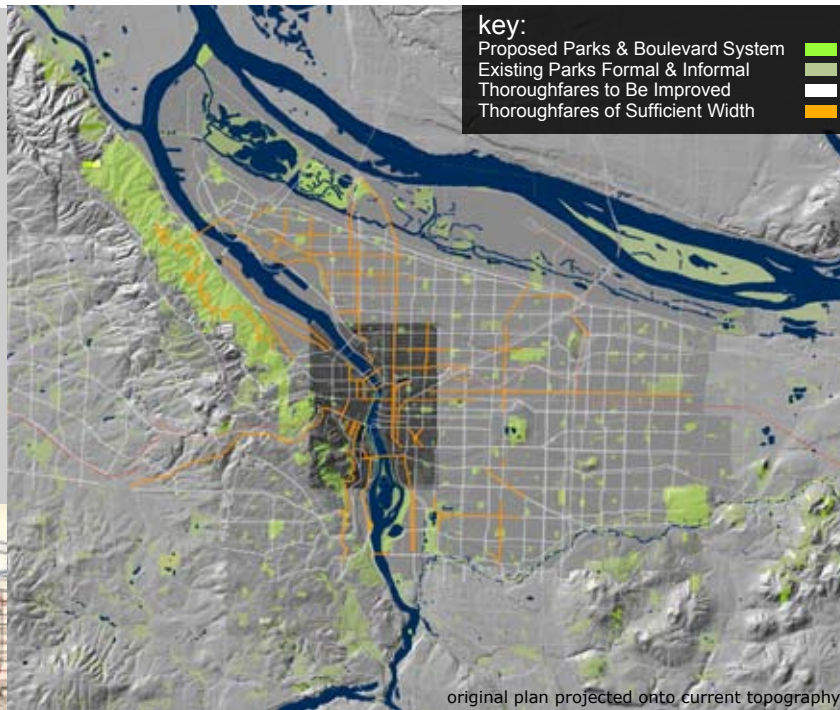 key:
Proposed Parks & Boulevard System
Existing Parks Formal & Informal
Thoroughfares to Be Improved
Thoroughfares of Sufficient Width
original plan projected onto current topography